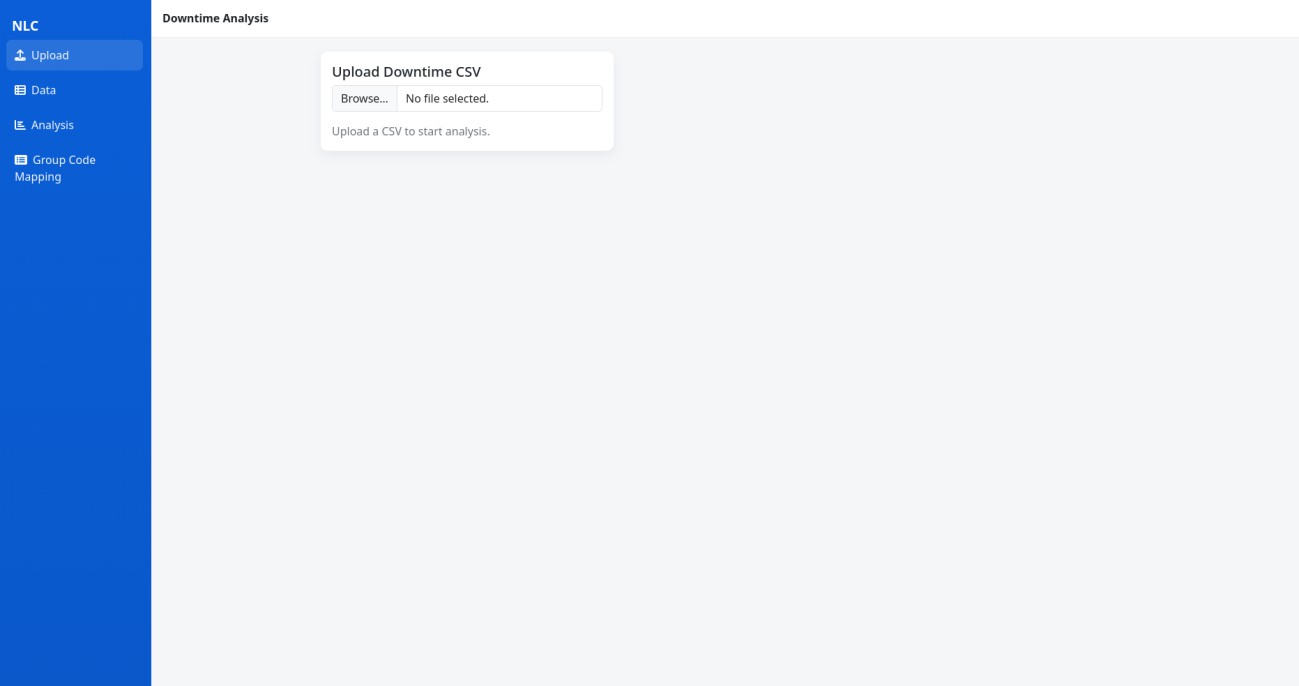 NLC
Upload
Data
Analysis
Group Code
Mapping
Downtime Analysis
Upload Downtime CSV
Browse... No file selected.
Upload a CSV to start analysis.